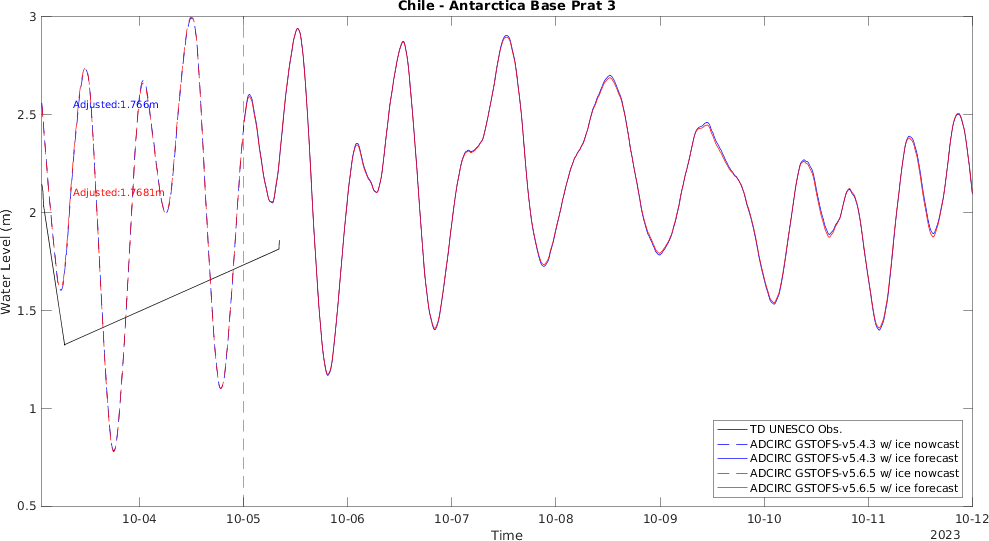 Chile - Antarctica Base Prat 3
3
2.5
2
1.5
1
0.5
Water Level (m)
Adjusted:1.766m
Adjusted:1.7681m
TD UNESCO Obs.
ADCIRC GSTOFS-v5.4.3 w/ ice nowcast
ADCIRC GSTOFS-v5.4.3 w/ ice forecast
ADCIRC GSTOFS-v5.6.5 w/ ice nowcast
ADCIRC GSTOFS-v5.6.5 w/ ice forecast
10-04 10-05 10-06 10-07 10-08 10-09 10-10 10-11 10-12
Time
2023